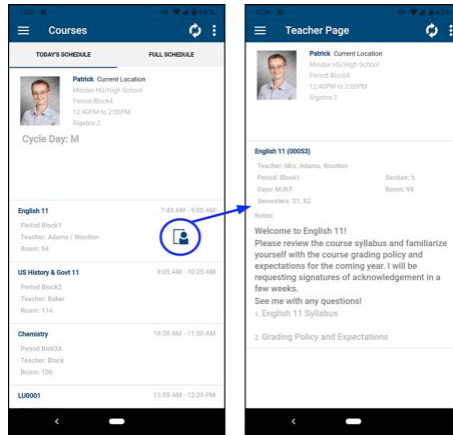 Courses
TODAY'S SCHEDULE
FULL SCHEDULE
Patrick Current Location
Mindex HS/High School
Period Block4
12:40PM to 2:00PM
Algebra 2
Cycle Day: M
English 11
7:40 AM - 9:00 AM
Period Block1
Teacher: Adams / Woolton
Room: 94
US History & Govt 11
9:05 AM - 10:25 AM
Period Block2
Teacher: Baker
Room: 114
Chemistry
10:30 AM - 11:50 AM
Period Blok3A
Teacher: Black
Room: 106
LU0001
11:55 AM - 12:35 PM
Teacher Page
Patrick Current Location
Mindex HS/High School
Period Block4
12:40PM to 2:00PM
Algebra 2
English 11 (00053)
Teacher: Mrs. Adams, Woolton
Period: Block1
Section: 6
Days: M,W,F
Room: 94
Semesters: S1, S2
Notes:
Welcome to English 11!
Please review the course syllabus and familiarize
yourself with the course grading policy and
expectations for the coming year. I will be
requesting signatures of acknowledgement in a
few weeks.
See me with any questions!
1. English 11 Syllabus
2. Grading Policy and Expectations